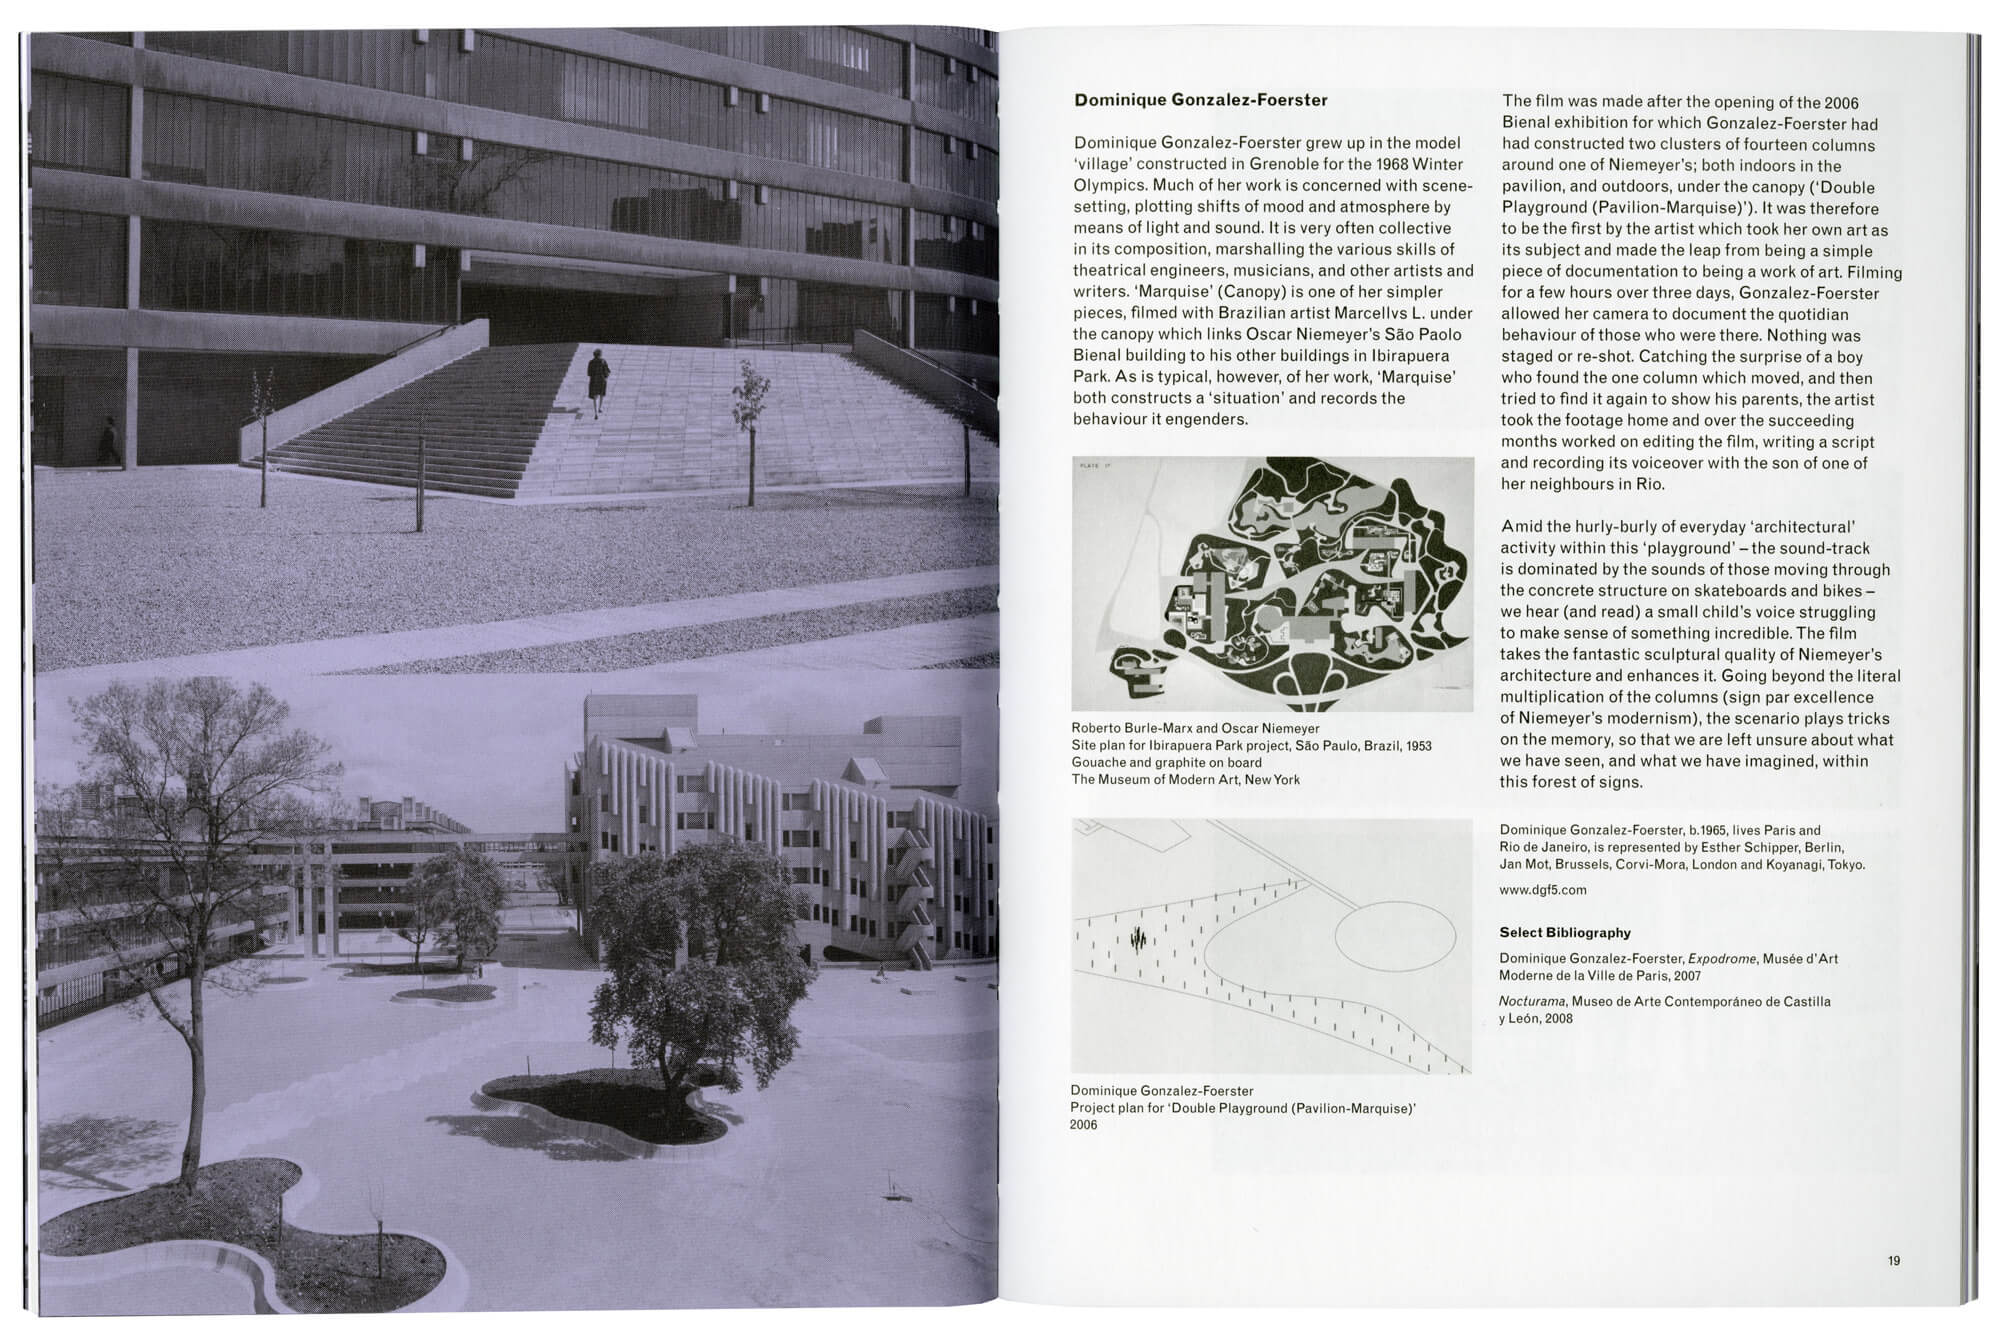 Dominique Gonzalez-Foerster
Dominique Gonzalez-Foerster grew up in the model
‘village’ constructed in Grenoble for the 1968 Winter
Olympics. Much of her work is concerned with scene-
setting, plotting shifts of mood and atmosphere by
means of light and sound. It is very often collective
in its composition, marshalling the various skills of
theatrical engineers, musicians, and other artists and
writers. ‘Marquise’ (Canopy) is one of her simpler
pieces, filmed with Brazilian artist Marcellvs L. under
the canopy which links Oscar Niemeyer’s São Paolo
Bienal building to his other buildings in Ibirapuera
Park. As is typical, however, of her work, ‘Marquise’
both constructs a ‘situation’ and records the
behaviour it engenders.
PLATE 17
Roberto Burle-Marx and Oscar Niemeyer
Site plan for Ibirapuera Park project, São Paulo, Brazil, 1953
Gouache and graphite on board
The Museum of Modern Art, New York
Dominique Gonzalez-Foerster
Project plan for ‘Double Playground (Pavilion-Marquise)’
2006
The film was made after the opening of the 2006
Bienal exhibition for which Gonzalez-Foerster had
had constructed two clusters of fourteen columns
around one of Niemeyer’s; both indoors in the
pavilion, and outdoors, under the canopy (‘Double
Playground (Pavilion-Marquise)’). It was therefore
to be the first by the artist which took her own art as
its subject and made the leap from being a simple
piece of documentation to being a work of art. Filming
for a few hours over three days, Gonzalez-Foerster
allowed her camera to document the quotidian
behaviour of those who were there. Nothing was
staged or re-shot. Catching the surprise of a boy
who found the one column which moved, and then
tried to find it again to show his parents, the artist
took the footage home and over the succeeding
months worked on editing the film, writing a script
and recording its voiceover with the son of one of
her neighbours in Rio.
Amid the hurly-burly of everyday ‘architectural’
activity within this ‘playground’ – the sound-track
is dominated by the sounds of those moving through
the concrete structure on skateboards and bikes –
we hear (and read) a small child’s voice struggling
to make sense of something incredible. The film
takes the fantastic sculptural quality of Niemeyer’s
architecture and enhances it. Going beyond the literal
multiplication of the columns (sign par excellence
of Niemeyer’s modernism), the scenario plays tricks
on the memory, so that we are left unsure about what
we have seen, and what we have imagined, within
this forest of signs.
Dominique Gonzalez-Foerster, b.1965, lives Paris and
Rio de Janeiro, is represented by Esther Schipper, Berlin,
Jan Mot, Brussels, Corvi-Mora, London and Koyanagi, Tokyo.
www.dgf5.com
Select Bibliography
Dominique Gonzalez-Foerster, Expodrome, Musée d’Art
Moderne de la Ville de Paris, 2007
Nocturama, Museo de Arte Contemporáneo de Castilla
y León, 2008
19